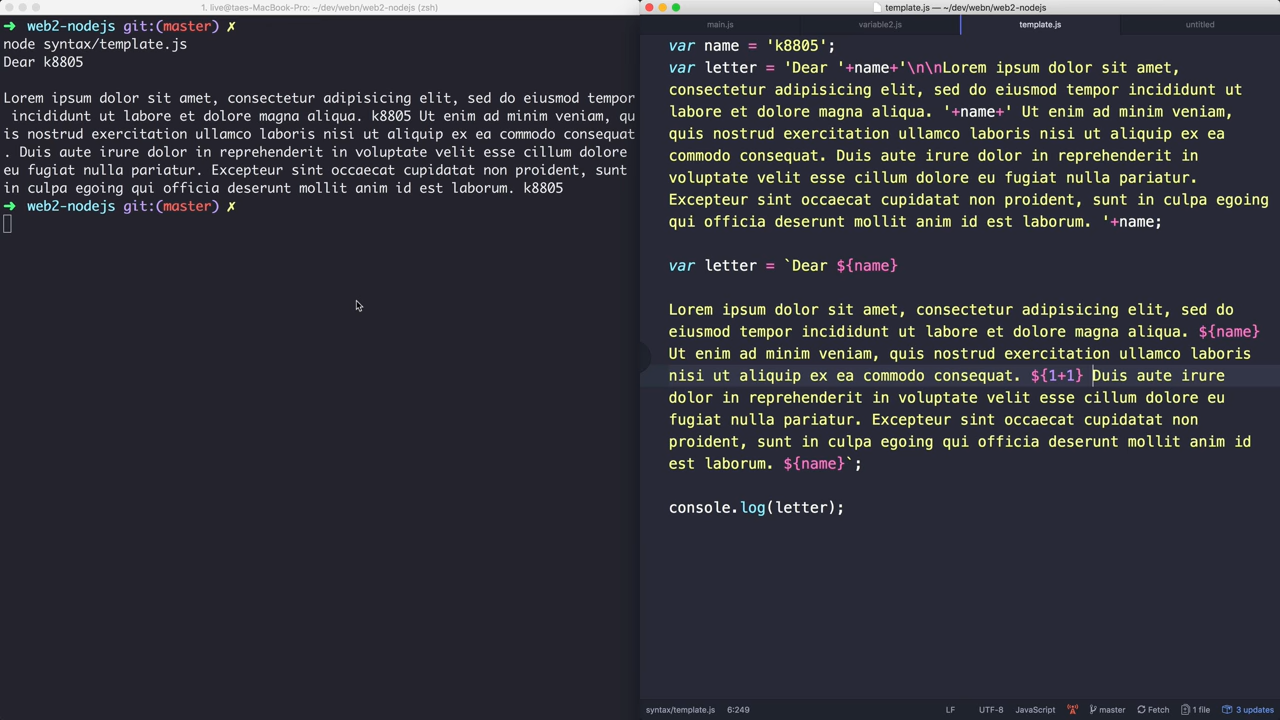 1. live@taes-MacBook-Pro: ~/dev/webn/web2-nodejs (zsh)
➜ web2-nodejs git:(master) ✗
node syntax/template.js
Dear k8805
Lorem ipsum dolor sit amet, consectetur adipisicing elit, sed do eiusmod tempor
incididunt ut labore et dolore magna aliqua. k8805 Ut enim ad minim veniam, qu
is nostrud exercitation ullamco laboris nisi ut aliquip ex ea commodo consequat
. Duis aute irure dolor in reprehenderit in voluptate velit esse cillum dolore
eu fugiat nulla pariatur. Excepteur sint occaecat cupidatat non proident, sunt
in culpa egoing qui officia deserunt mollit anim id est laborum. k8805
➜ web2-nodejs git:(master) ✗
template.js — ~/dev/webn/web2-nodejs
main.js variable2.js template.js untitled
var name = 'k8805';
var letter = 'Dear '+name+'\n\nLorem ipsum dolor sit amet,
consectetur adipisicing elit, sed do eiusmod tempor incididunt ut
labore et dolore magna aliqua. '+name+' Ut enim ad minim veniam,
quis nostrud exercitation ullamco laboris nisi ut aliquip ex ea
commodo consequat. Duis aute irure dolor in reprehenderit in
voluptate velit esse cillum dolore eu fugiat nulla pariatur.
Excepteur sint occaecat cupidatat non proident, sunt in culpa egoing
qui officia deserunt mollit anim id est laborum. '+name;
var letter = `Dear ${name}
Lorem ipsum dolor sit amet, consectetur adipisicing elit, sed do
eiusmod tempor incididunt ut labore et dolore magna aliqua. ${name}
Ut enim ad minim veniam, quis nostrud exercitation ullamco laboris
nisi ut aliquip ex ea commodo consequat. ${1+1} Duis aute irure
dolor in reprehenderit in voluptate velit esse cillum dolore eu
fugiat nulla pariatur. Excepteur sint occaecat cupidatat non
proident, sunt in culpa egoing qui officia deserunt mollit anim id
est laborum. ${name}`;
console.log(letter);
syntax/template.js 6:249 LF UTF-8 JavaScript master Fetch 1 file 3 updates